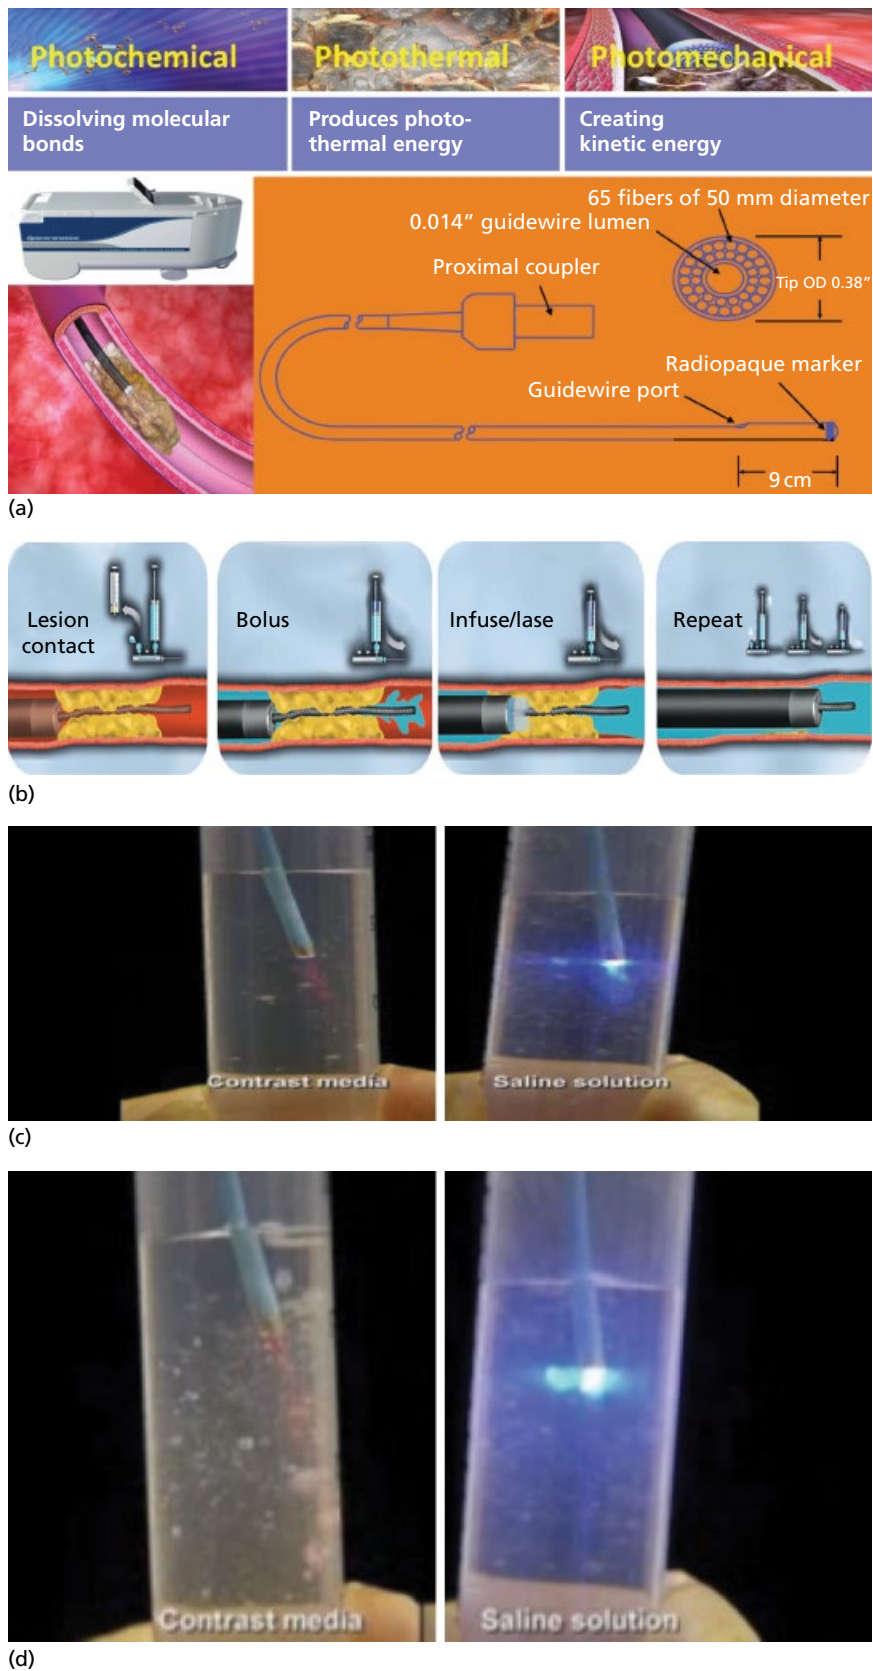 Photochemical
Photothermal
Photomechanical
Dissolving molecular
bonds
Produces photo-
thermal energy
Creating
kinetic energy
65 fibers of 50 mm diameter
0.014” guidewire lumen
Proximal coupler
Tip OD 0.38”
Radiopaque marker
Guidewire port
9 cm
(a)
Lesion
contact
Bolus
Infuse/lase
Repeat
(b)
Contrast media
Saline solution
(c)
Contrast media
Saline solution
(d)